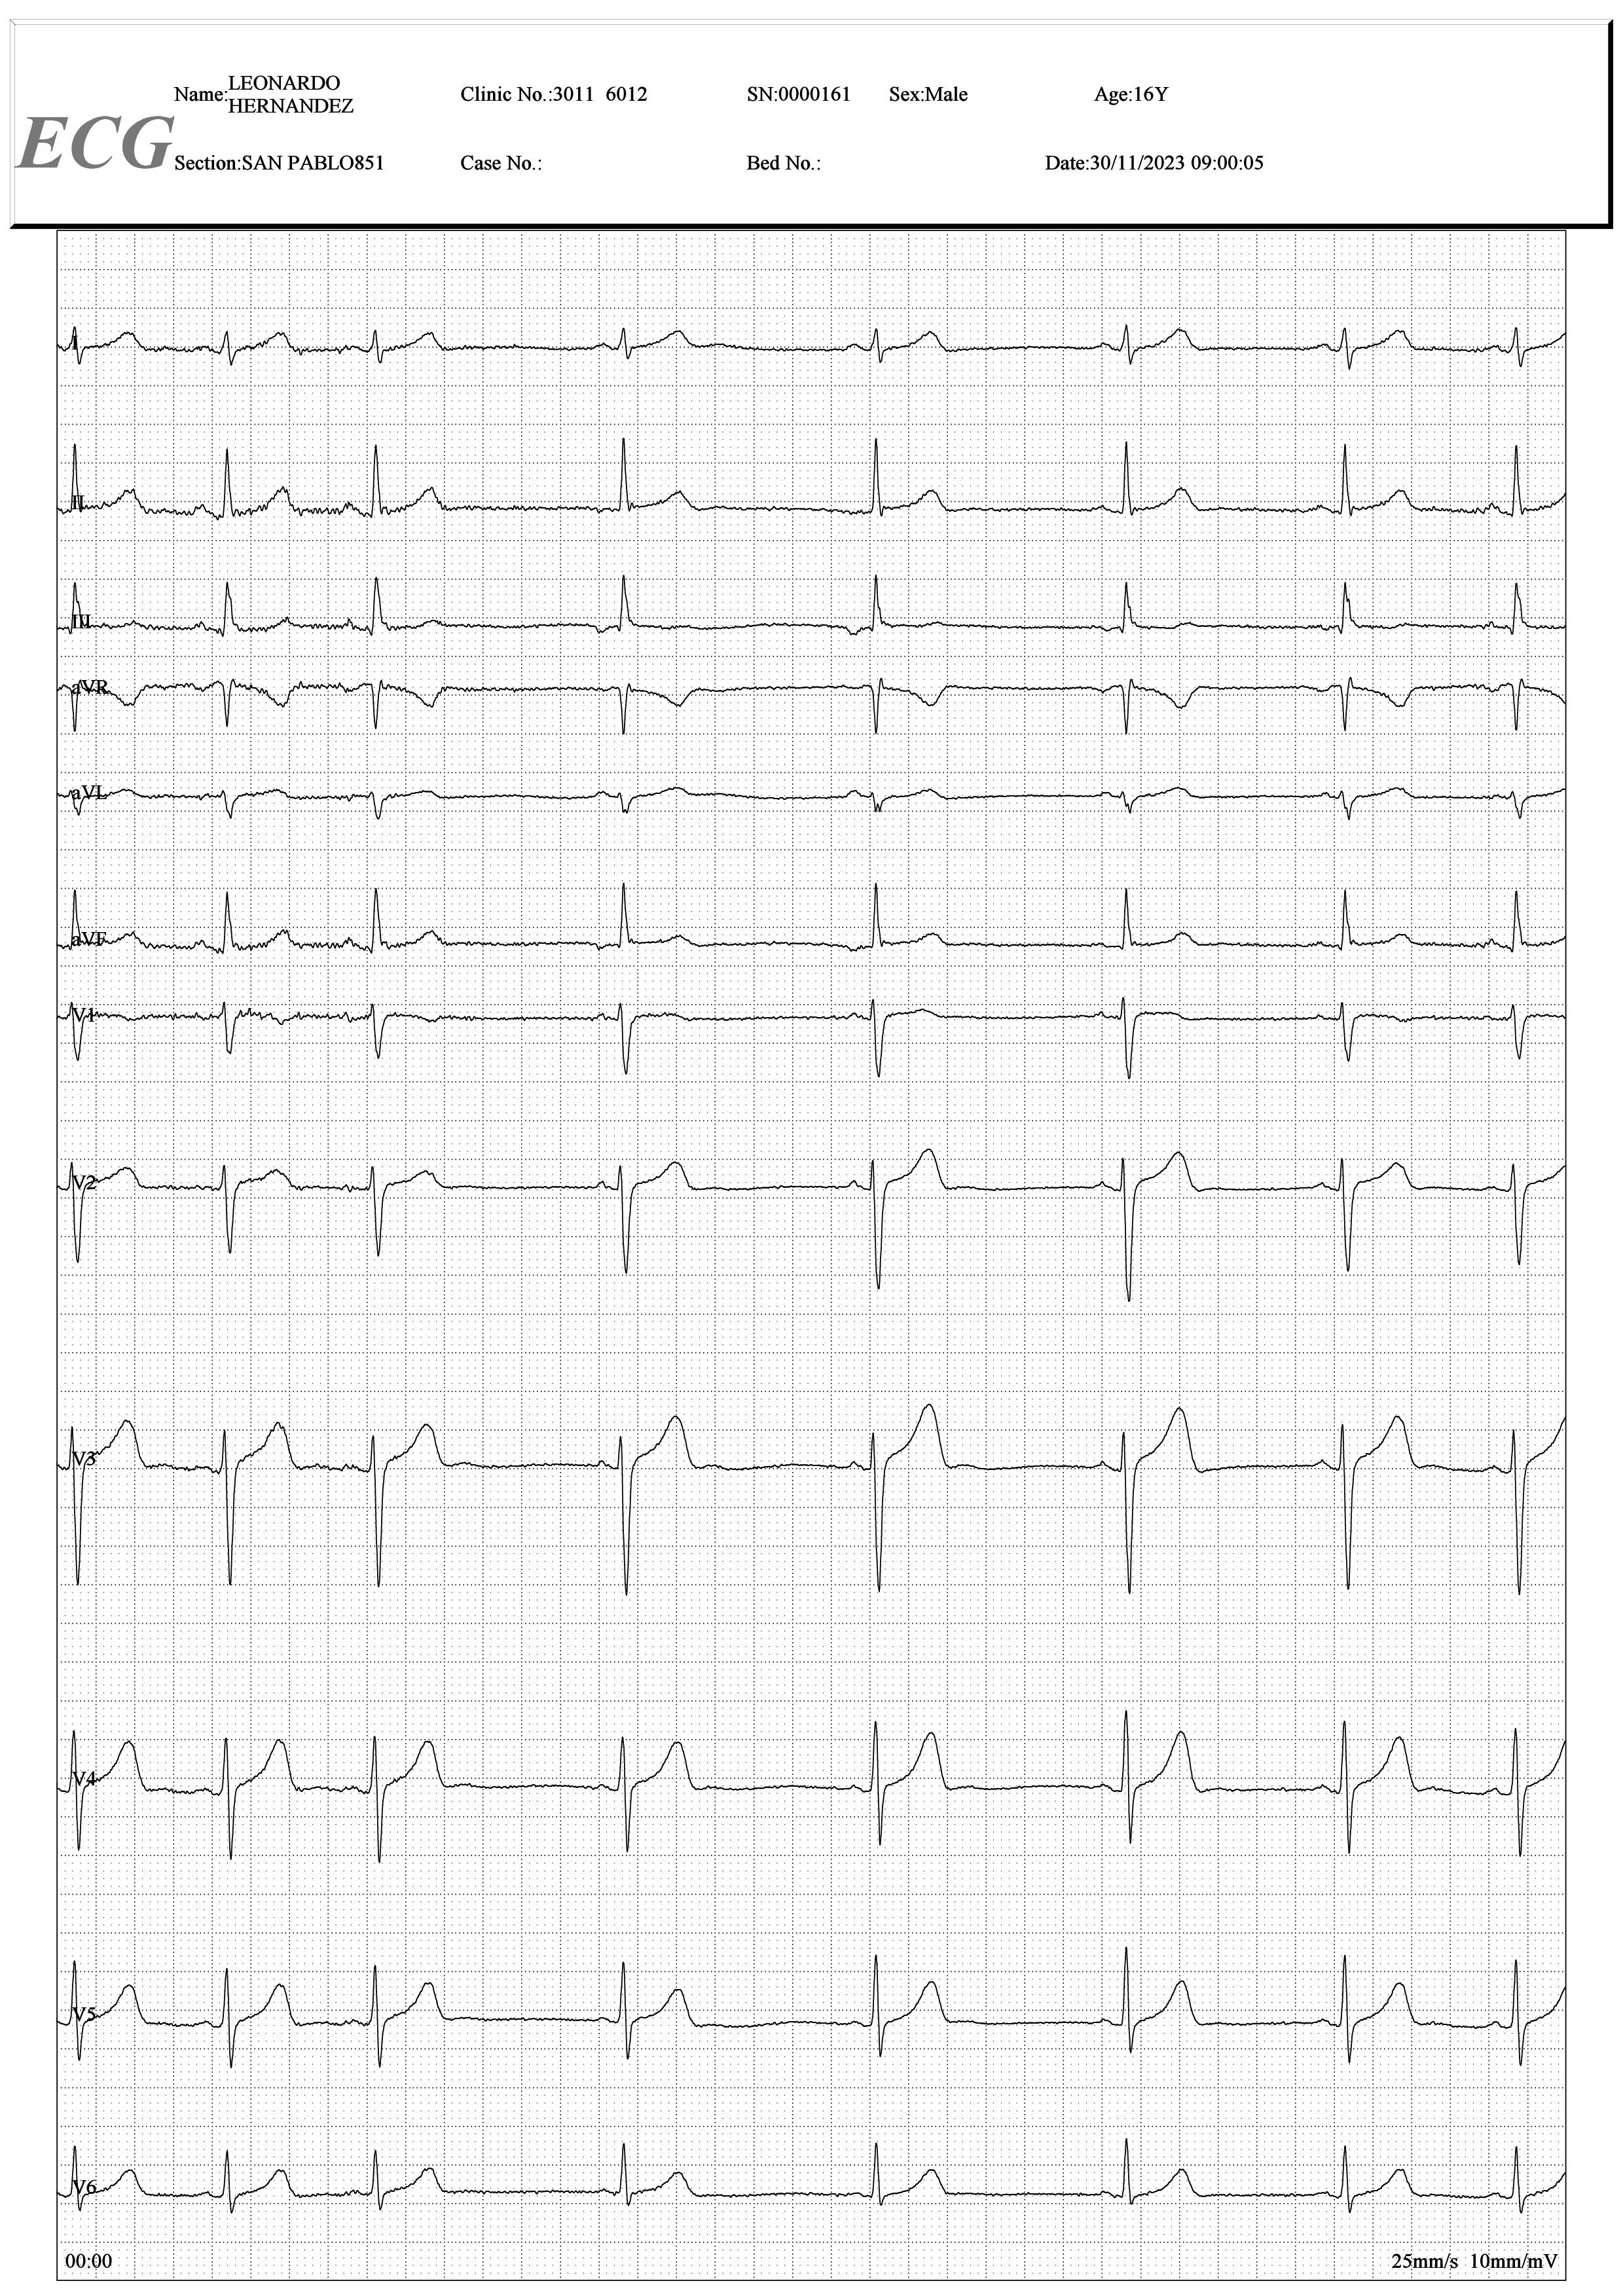 ECG
Name:LEONARDO HERNANDEZ
Clinic No.:3011 6012
SN:0000161
Sex:Male
Age:16Y
Section:SAN PABLO851
Case No.:
Bed No.:
Date:30/11/2023 09:00:05
I
II
III
aVR
aVL
aVF
V1
V2
V3
V4
V5
V6
00:00
25mm/s 10mm/mV